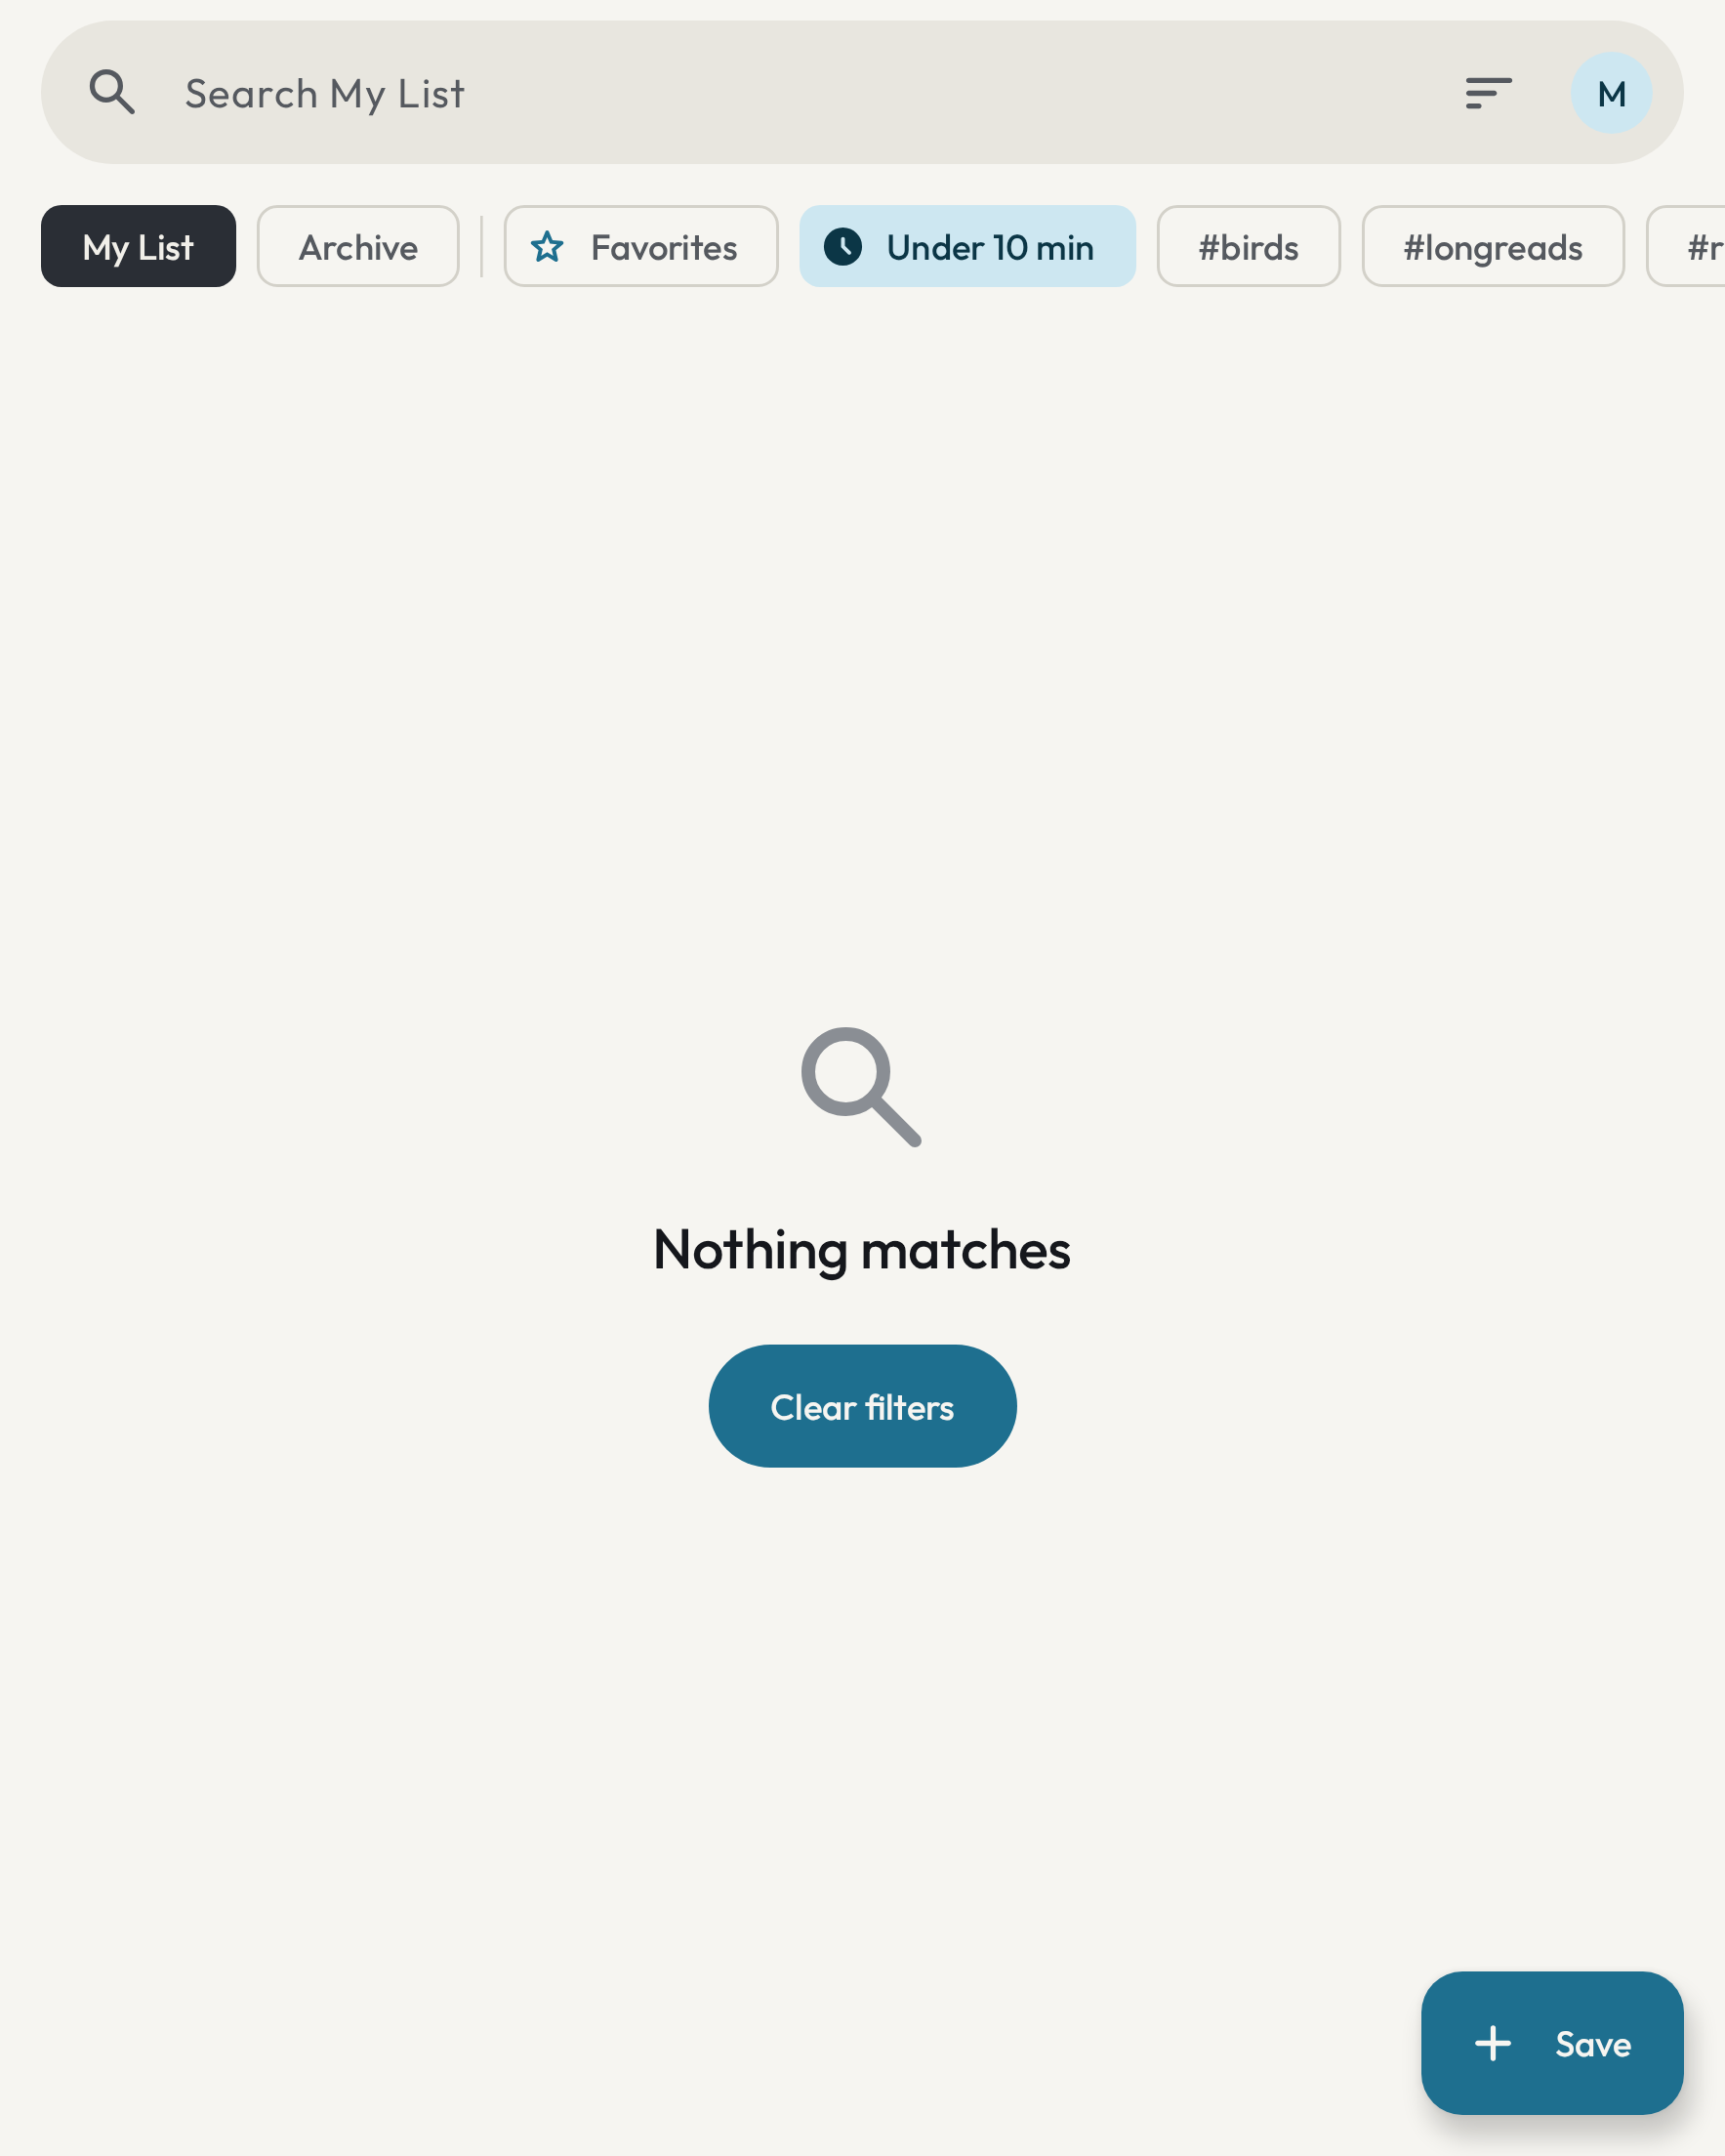 Search My List
M
My List
Archive
Favorites
Under 10 min
#birds
#longreads
#r
Nothing matches
Clear filters
Save